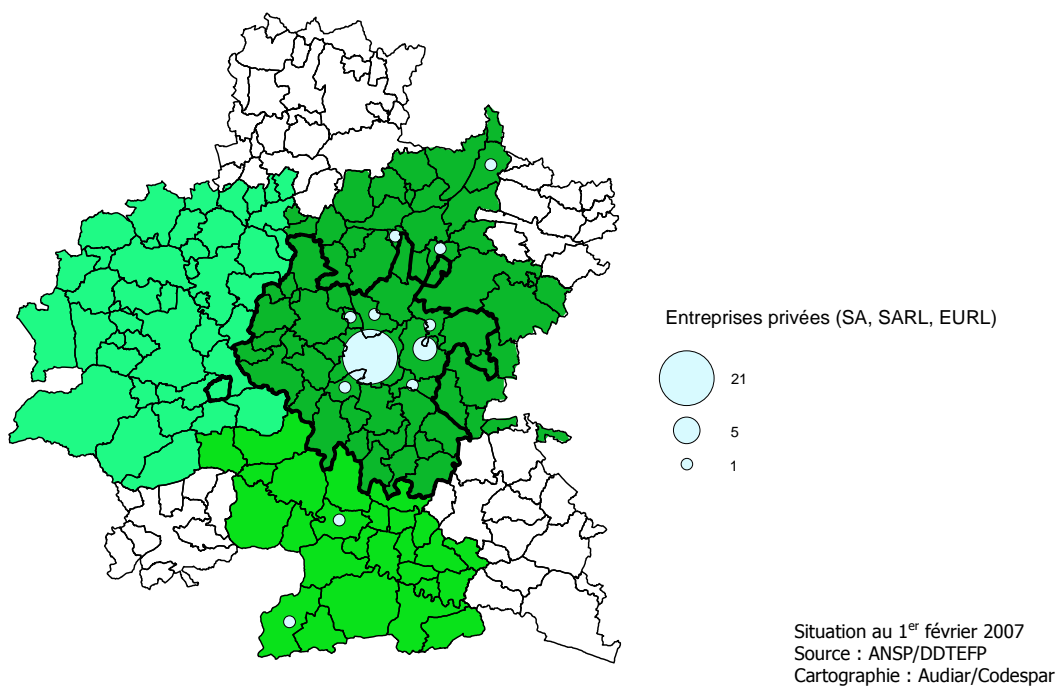 Entreprises privées (SA, SARL, EURL)
21
5
1
Situation au 1er février 2007
Source : ANSP/DDTEFP
Cartographie : Audiar/Codespar